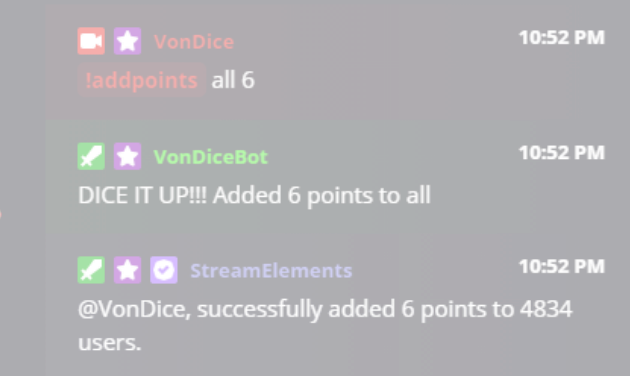 VonDice 10:52 PM
!addpoints all 6
VonDiceBot 10:52 PM
DICE IT UP!!! Added 6 points to all
StreamElements 10:52 PM
@VonDice, successfully added 6 points to 4834
users.